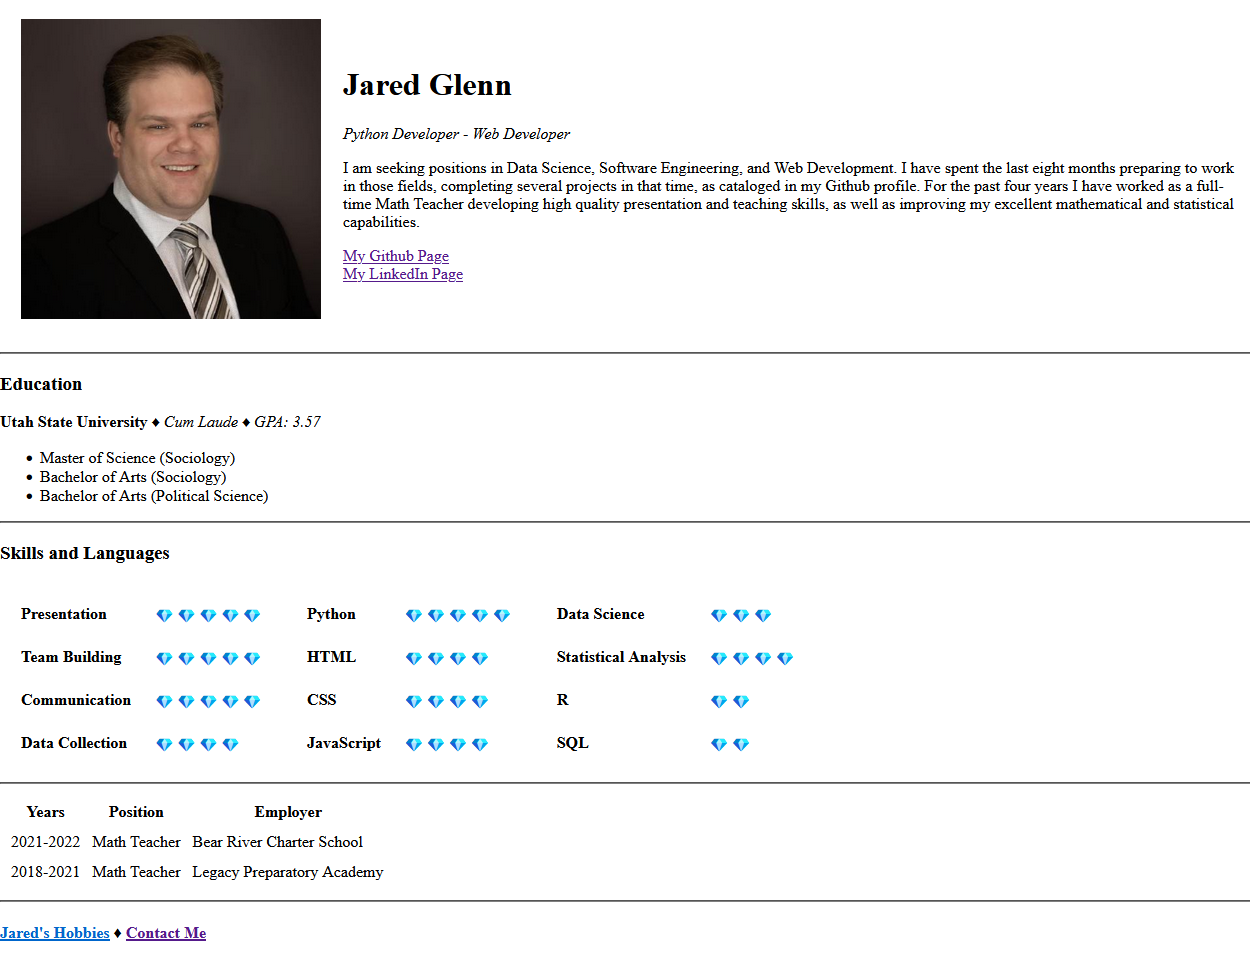 Jared Glenn
Python Developer - Web Developer
I am seeking positions in Data Science, Software Engineering, and Web Development. I have spent the last eight months preparing to work
in those fields, completing several projects in that time, as cataloged in my Github profile. For the past four years I have worked as a full-
time Math Teacher developing high quality presentation and teaching skills, as well as improving my excellent mathematical and statistical
capabilities.
My Github Page
My LinkedIn Page
Education
Utah State University ♦ Cum Laude ♦ GPA: 3.57
• Master of Science (Sociology)
• Bachelor of Arts (Sociology)
• Bachelor of Arts (Political Science)
Skills and Languages
Presentation 💎 💎 💎 💎 💎 Python 💎 💎 💎 💎 💎 Data Science 💎 💎 💎
Team Building 💎 💎 💎 💎 💎 HTML 💎 💎 💎 💎 Statistical Analysis 💎 💎 💎 💎
Communication 💎 💎 💎 💎 💎 CSS 💎 💎 💎 💎 R 💎 💎
Data Collection 💎 💎 💎 💎 JavaScript 💎 💎 💎 💎 SQL 💎 💎
Years Position Employer
2021-2022 Math Teacher Bear River Charter School
2018-2021 Math Teacher Legacy Preparatory Academy
Jared's Hobbies ♦ Contact Me